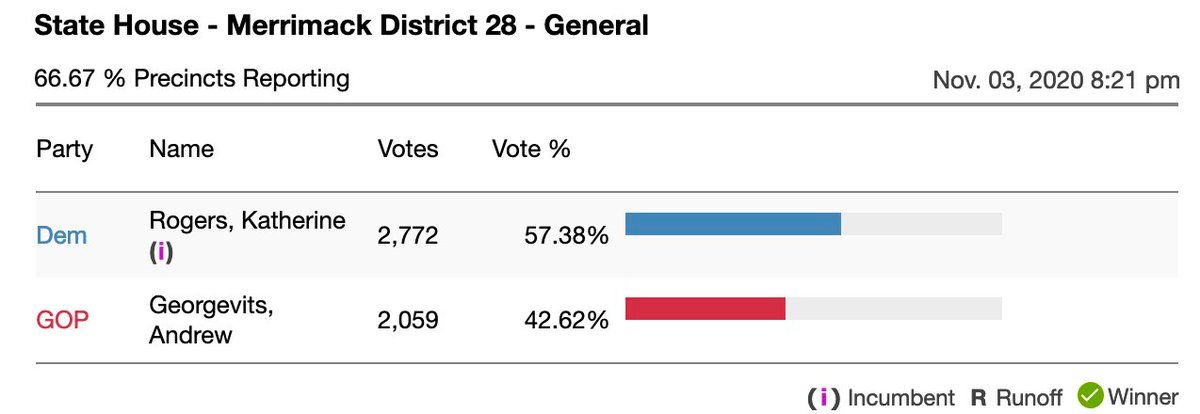 State House - Merrimack District 28 - General
66.67 % Precincts Reporting
Nov. 03, 2020 8:21 pm
Party Name Votes Vote %
Dem Rogers, Katherine (i) 2,772 57.38%
GOP Georgevits, Andrew 2,059 42.62%
(i) Incumbent R Runoff Winner